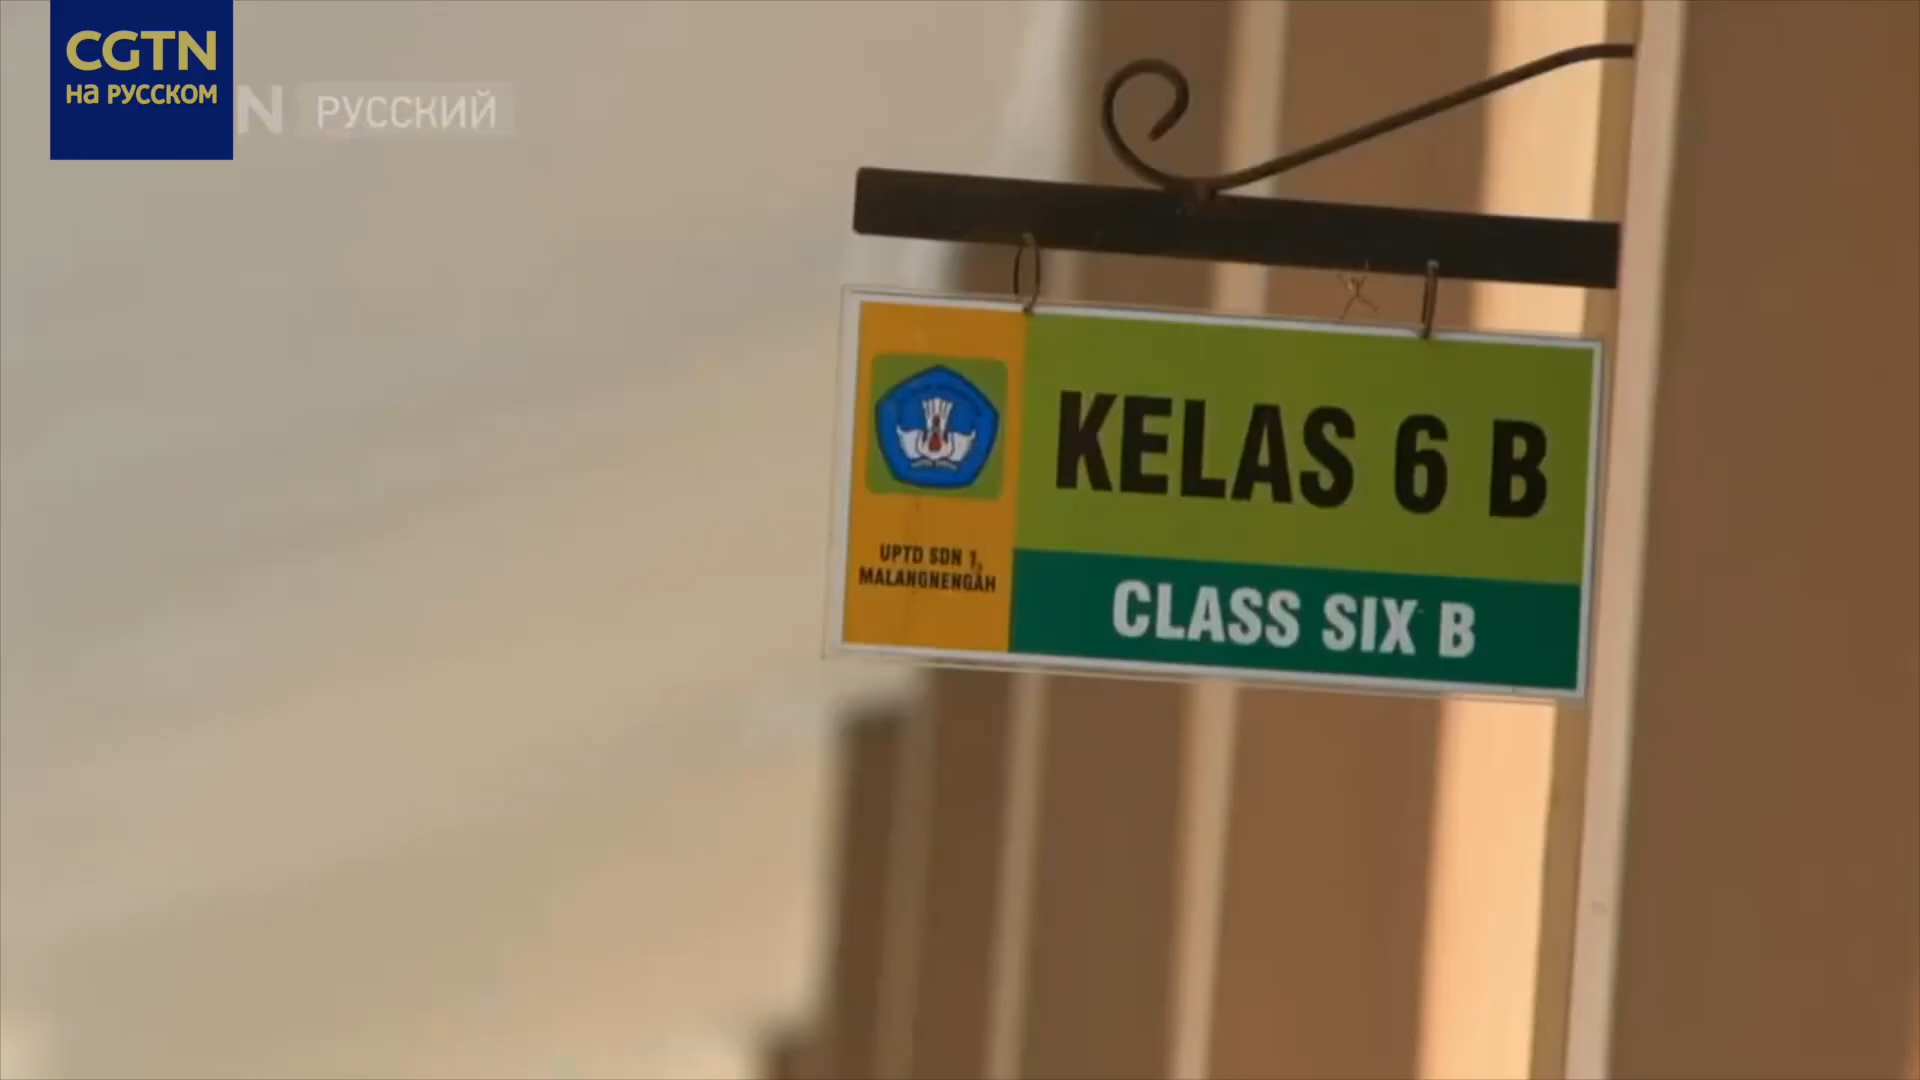 CGTN
на русском
N РУССКИЙ
KELAS 6 B
UPTD SDN 1,
MALANGNENGAH
CLASS SIX B